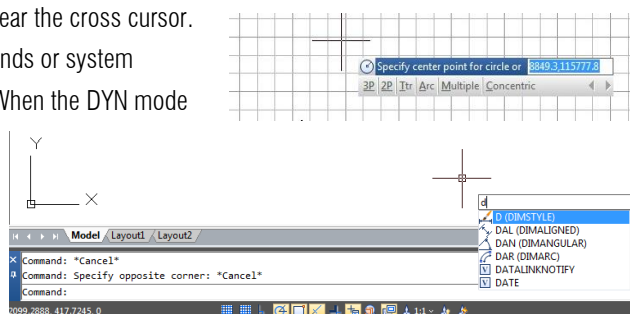 ear the cross cursor.
nds or system
When the DYN mode
Specify center point for circle or 8849.3,115777.8
3P 2P Ttr Arc Multiple Concentric
Y
X
d
D (DIMSTYLE)
DAL (DIMALIGNED)
DAN (DIMANGULAR)
DAR (DIMARC)
DATALINKNOTIFY
DATE
Model Layout1 Layout2
Command: *Cancel*
Command: Specify opposite corner: *Cancel*
Command:
2099.2888, 417.7245, 0
1:1